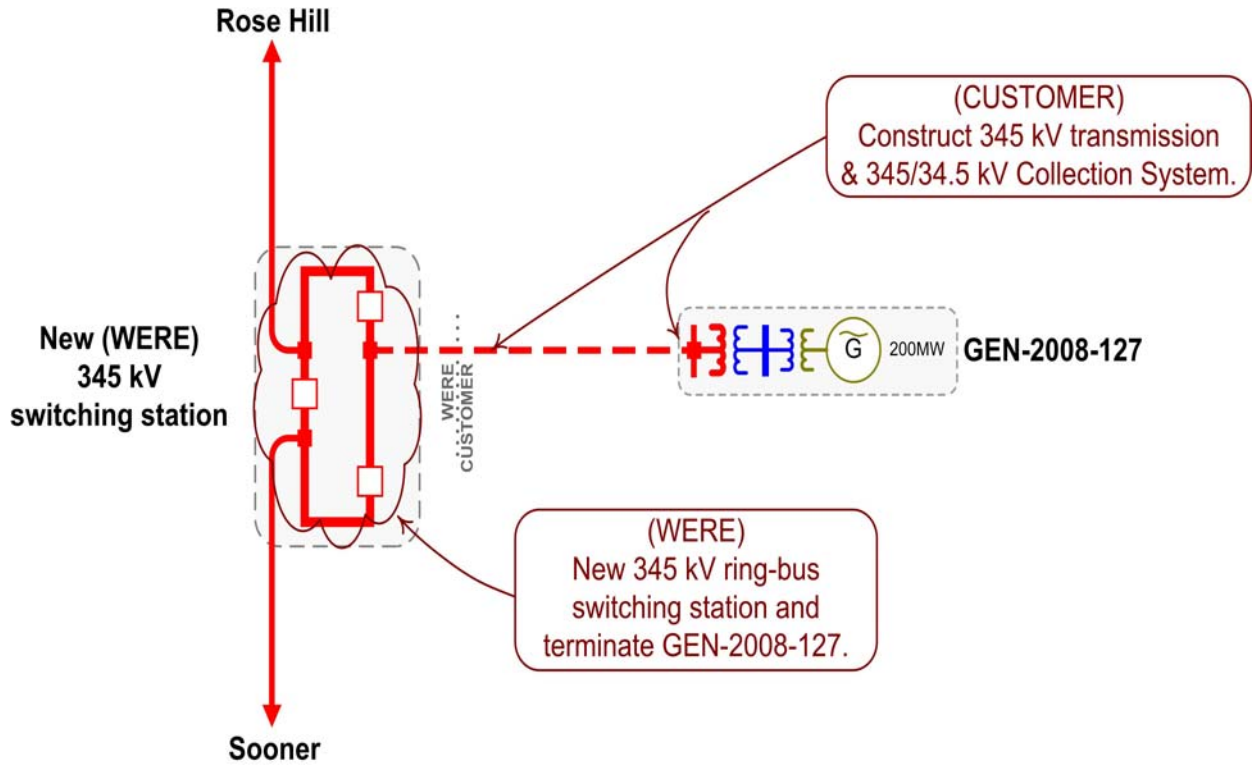 Rose Hill
(CUSTOMER)
Construct 345 kV transmission
& 345/34.5 kV Collection System.
New (WERE)
345 kV
switching station
WERE
CUSTOMER
G
200MW
GEN-2008-127
(WERE)
New 345 kV ring-bus
switching station and
terminate GEN-2008-127.
Sooner